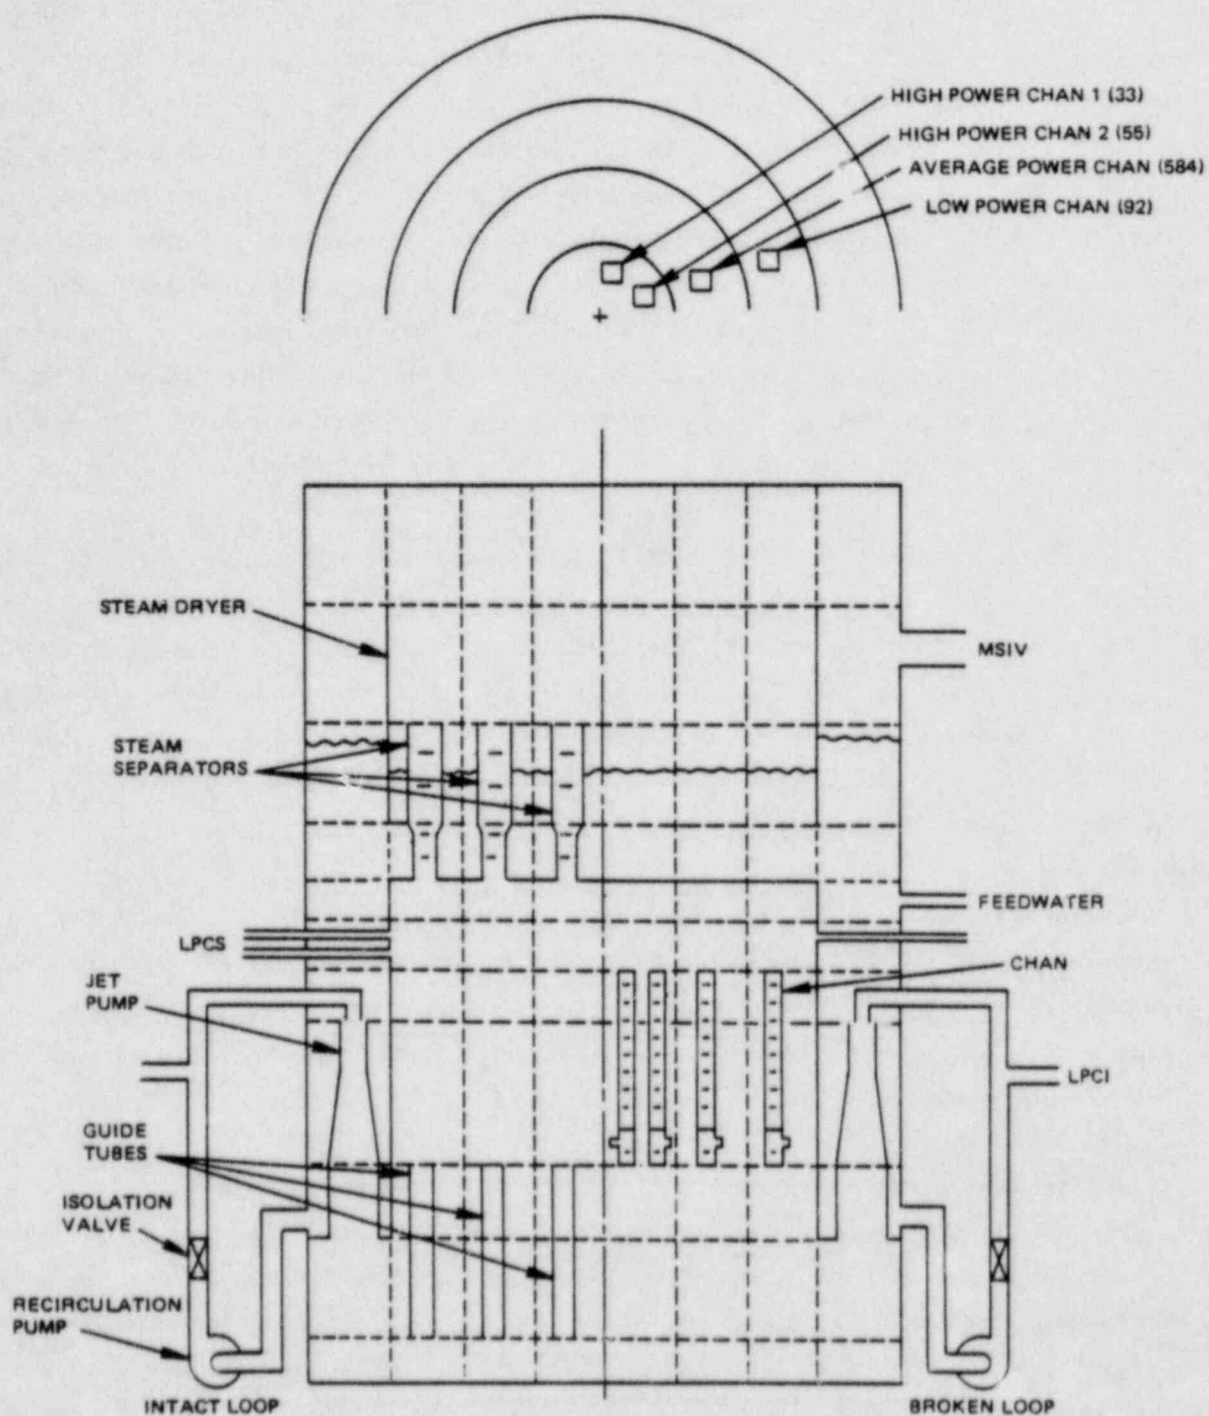 HIGH POWER CHAN 1 (33)
HIGH POWER CHAN 2 (55)
AVERAGE POWER CHAN (584)
LOW POWER CHAN (92)
STEAM DRYER
MSIV
STEAM
SEPARATORS
FEEDWATER
LPCS
CHAN
JET
PUMP
LPCI
GUIDE
TUBES
ISOLATION
VALVE
RECIRCULATION
PUMP
INTACT LOOP
BROKEN LOOP